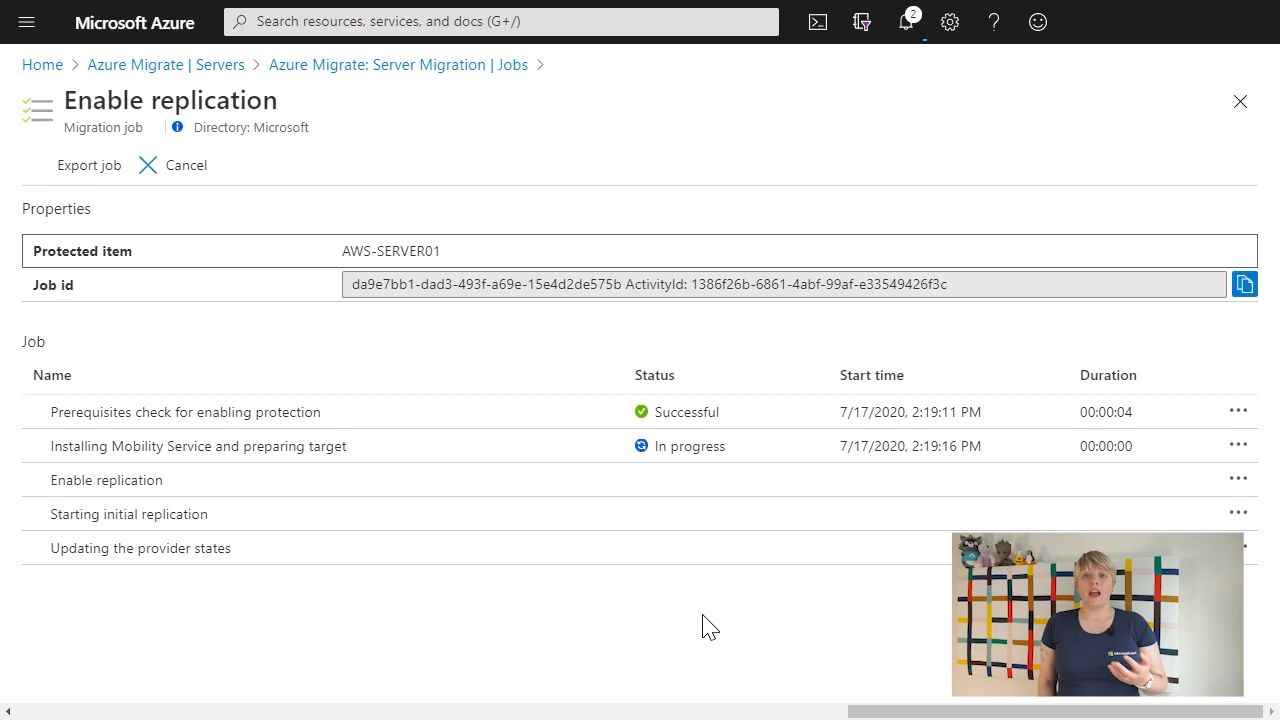 Microsoft Azure
Search resources, services, and docs (G+/)
2
Home > Azure Migrate | Servers > Azure Migrate: Server Migration | Jobs >
Enable replication
Migration job
Directory: Microsoft
Export job
Cancel
Properties
Protected item AWS-SERVER01
Job id da9e7bb1-dad3-493f-a69e-15e4d2de575b ActivityId: 1386f26b-6861-4abf-99af-e33549426f3c
Job
Name Status Start time Duration
Prerequisites check for enabling protection Successful 7/17/2020, 2:19:11 PM 00:00:04
Installing Mobility Service and preparing target In progress 7/17/2020, 2:19:16 PM 00:00:00
Enable replication
Starting initial replication
Updating the provider states